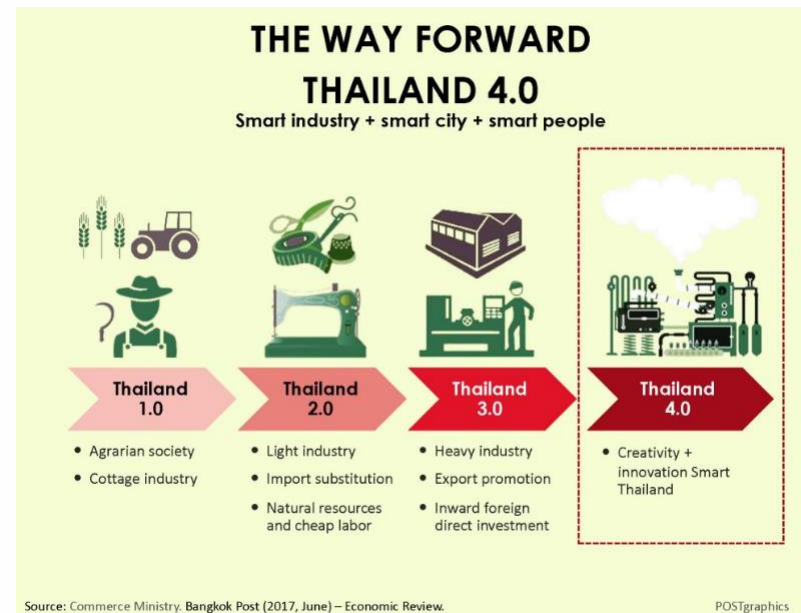 THE WAY FORWARD
THAILAND 4.0
Smart industry + smart city + smart people
Thailand
1.0
• Agrarian society
• Cottage industry
Thailand
2.0
• Light industry
• Import substitution
• Natural resources
and cheap labor
Thailand
3.0
• Heavy industry
• Export promotion
• Inward foreign
direct investment
Thailand
4.0
• Creativity +
innovation Smart
Thailand
Source: Commerce Ministry. Bangkok Post (2017, June) – Economic Review.
POSTgraphics